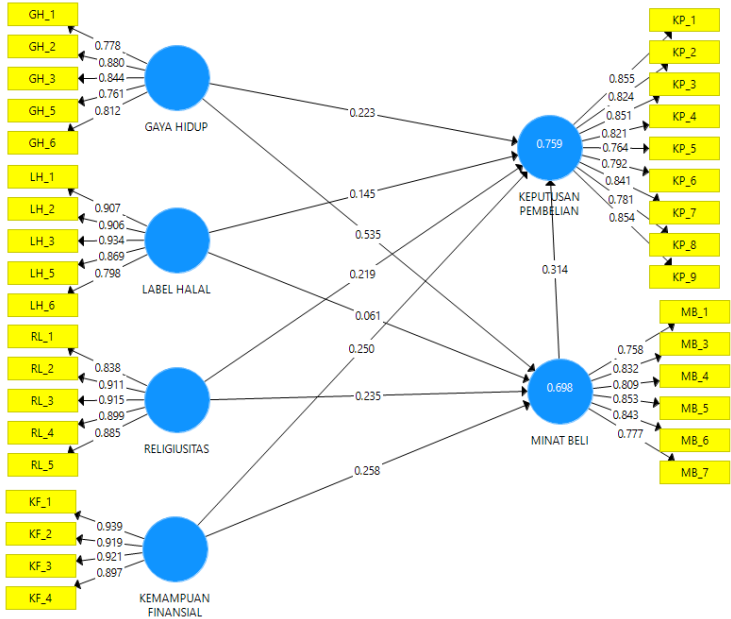 GH_1
GH_2
GH_3
GH_5
GH_6
0.778
0.880
0.844
0.761
0.812
GAYA HIDUP
LH_1
LH_2
LH_3
LH_5
LH_6
0.907
0.906
0.934
0.869
0.798
LABEL HALAL
RL_1
RL_2
RL_3
RL_4
RL_5
0.838
0.911
0.915
0.899
0.885
RELIGIUSITAS
KF_1
KF_2
KF_3
KF_4
0.939
0.919
0.921
0.897
KEMAMPUAN
FINANSIAL
0.223
0.145
0.535
0.219
0.061
0.250
0.235
0.258
0.314
0.759
KEPUTUSAN
PEMBELIAN
0.855
0.824
0.851
0.821
0.764
0.792
0.841
0.781
0.854
KP_1
KP_2
KP_3
KP_4
KP_5
KP_6
KP_7
KP_8
KP_9
0.698
MINAT BELI
0.758
0.832
0.809
0.853
0.843
0.777
MB_1
MB_3
MB_4
MB_5
MB_6
MB_7